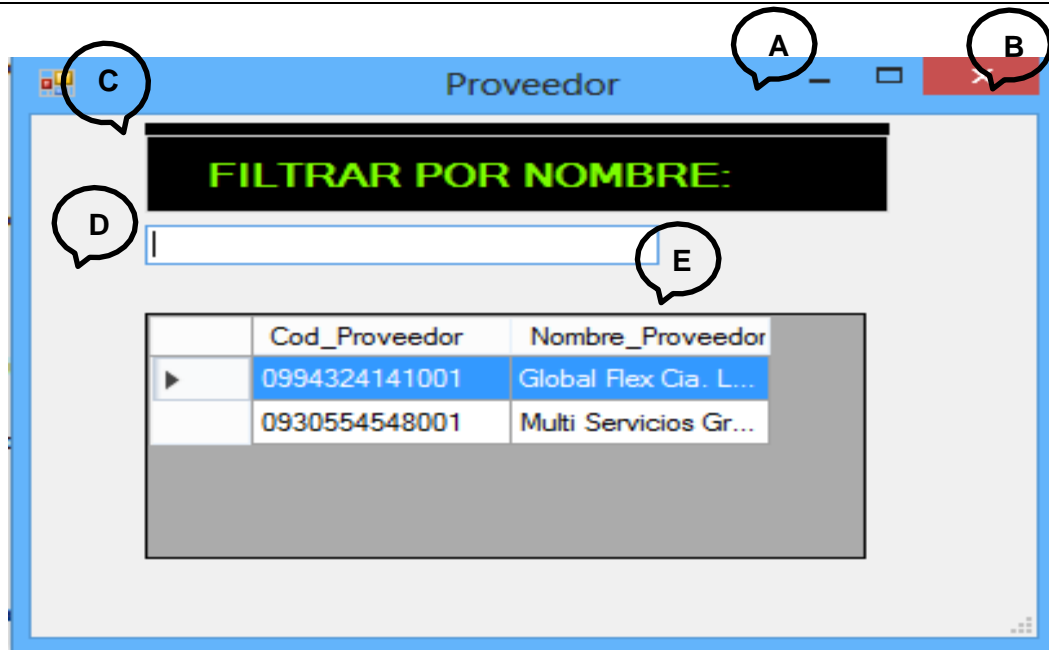 A
B
C
Proveedor
FILTRAR POR NOMBRE:
D
E
Cod_Proveedor Nombre_Proveedor
0994324141001 Global Flex Cia. L...
0930554548001 Multi Servicios Gr...